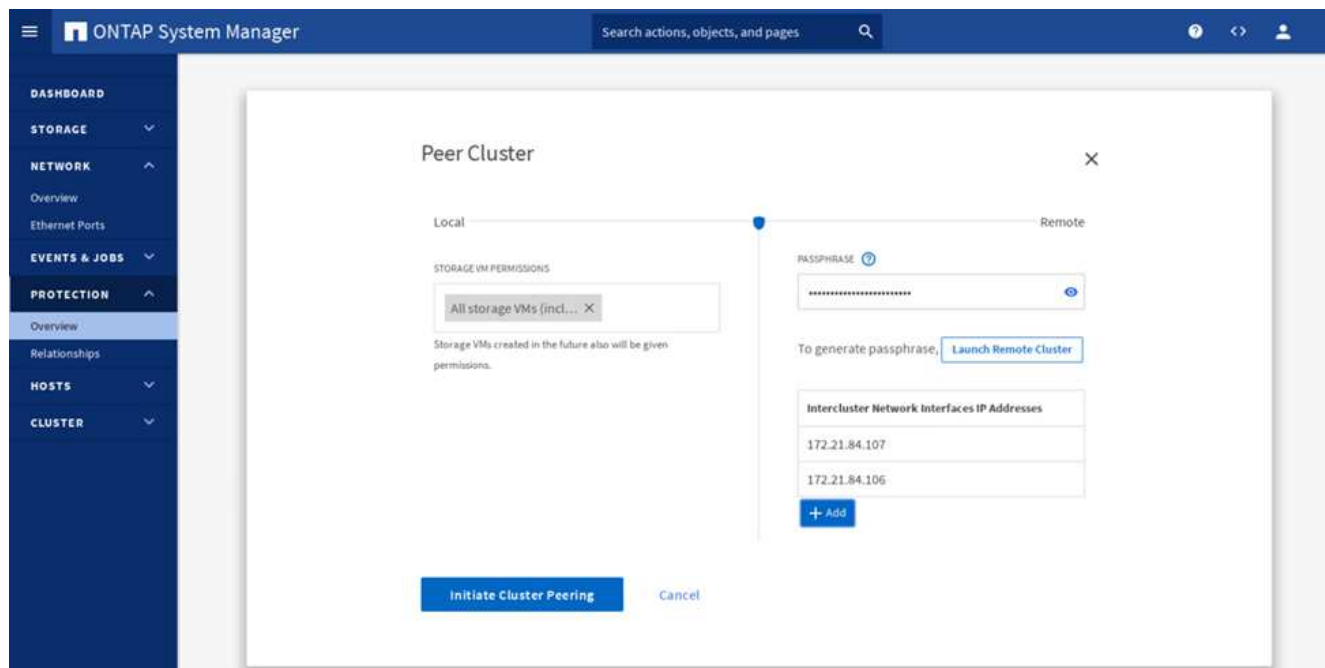 ONTAP System Manager
Search actions, objects, and pages
DASHBOARD
STORAGE
NETWORK
Overview
Ethernet Ports
EVENTS & JOBS
PROTECTION
Overview
Relationships
HOSTS
CLUSTER
Peer Cluster
Local
Remote
STORAGE VM PERMISSIONS
All storage VMs (incl...
Storage VMs created in the future also will be given
permissions.
PASSPHRASE
To generate passphrase, Launch Remote Cluster
Intercluster Network Interfaces IP Addresses
172.21.84.107
172.21.84.106
+ Add
Initiate Cluster Peering
Cancel